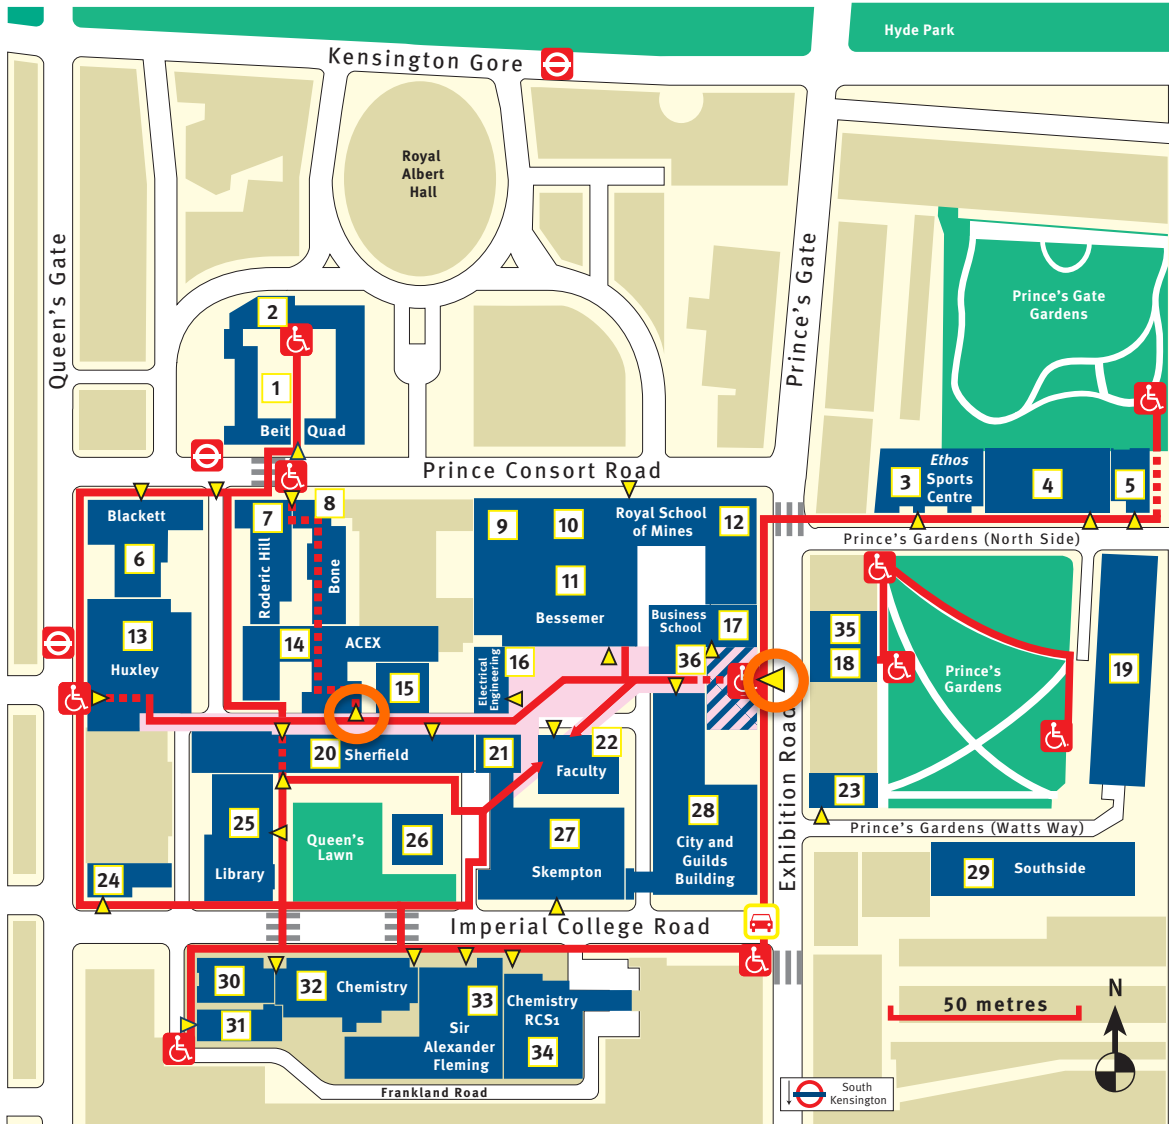 Hyde Park
Kensington Gore
Royal
Albert
Hall
Queen's Gate
Prince's Gate
Prince's Gate
Gardens
2
1
Beit Quad
Prince Consort Road
3
Ethos
Sports
Centre
4
5
Prince's Gardens (North Side)
Blackett
6
7
8
Roderic Hill
Bone
9
10
Royal School
of Mines
12
11
Bessemer
Business
School
17
36
13
Huxley
14
ACEX
15
Electrical
Engineering
16
35
18
Prince's
Gardens
19
20
Sherfield
21
22
Faculty
23
Exhibition Road
Prince's Gardens (Watts Way)
25
Library
Queen's
Lawn
26
27
Skempton
28
City and
Guilds
Building
29
Southside
24
Imperial College Road
30
31
32
Chemistry
33
Sir
Alexander
Fleming
Chemistry
RCS1
34
Frankland Road
50 metres
N
South
Kensington